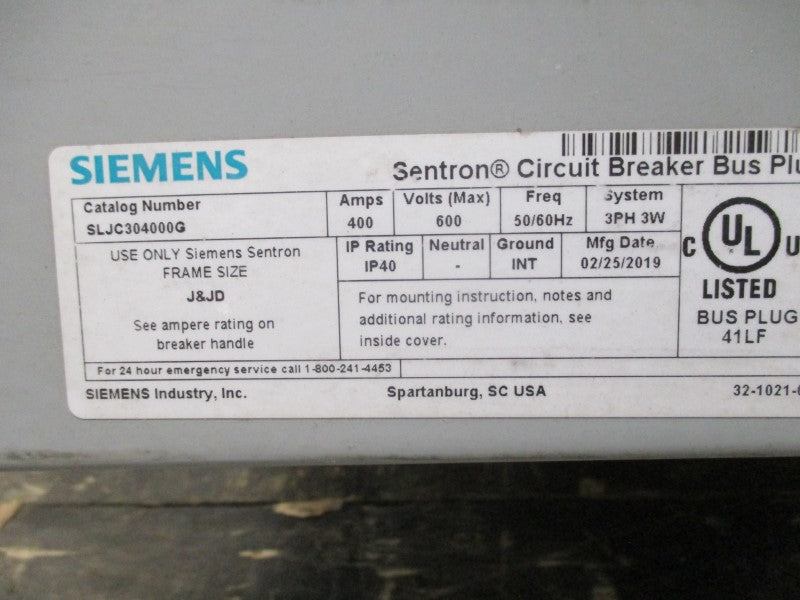 SIEMENS
Sentron® Circuit Breaker Bus
Catalog Number
SLJC304000G
Amps
400
Volts (Max)
600
Freq
50/60Hz
System
3PH 3W
USE ONLY Siemens Sentron
FRAME SIZE
J&JD
See ampere rating on
breaker handle
IP Rating
IP40
Neutral
-
Ground
INT
Mfg Date
02/25/2019
For mounting instruction, notes and
additional rating information, see
inside cover.
C UL
LISTED
BUS PLUG
41LF
For 24 hour emergency service call 1-800-241-4453
SIEMENS Industry, Inc.
Spartanburg, SC USA
32-1021-